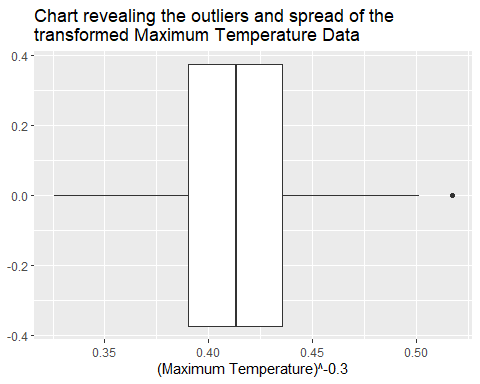 Chart revealing the outliers and spread of the
transformed Maximum Temperature Data
0.4
0.2
0.0
-0.2
-0.4
0.35 0.40 0.45 0.50
(Maximum Temperature)^-0.3